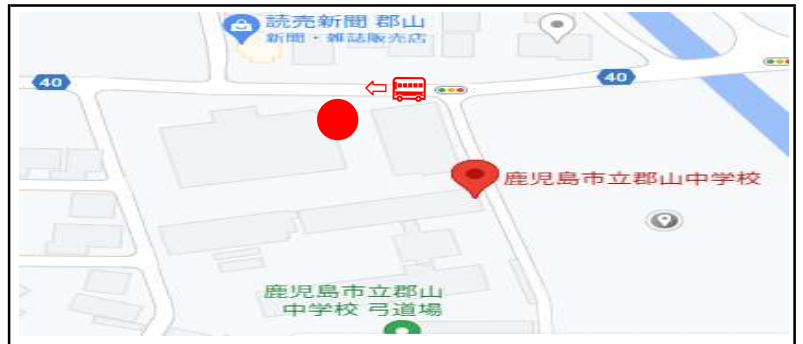 読売新聞 郡山
新聞・雑誌販売店
40
40
鹿児島市立郡山中学校
鹿児島市立郡山
中学校 弓道場